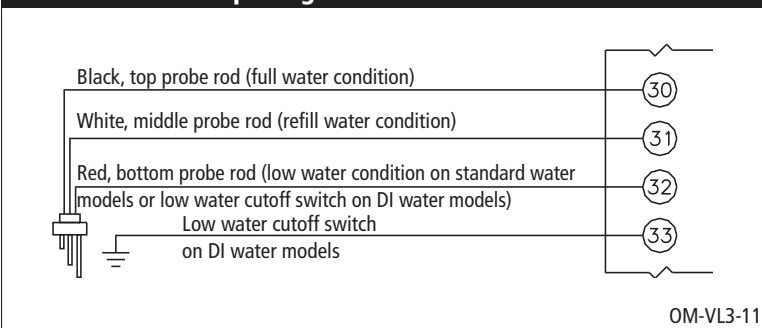 Black, top probe rod (full water condition)
30
White, middle probe rod (refill water condition)
31
Red, bottom probe rod (low water condition on standard water
models or low water cutoff switch on DI water models)
32
Low water cutoff switch
on DI water models
33
OM-VL3-11